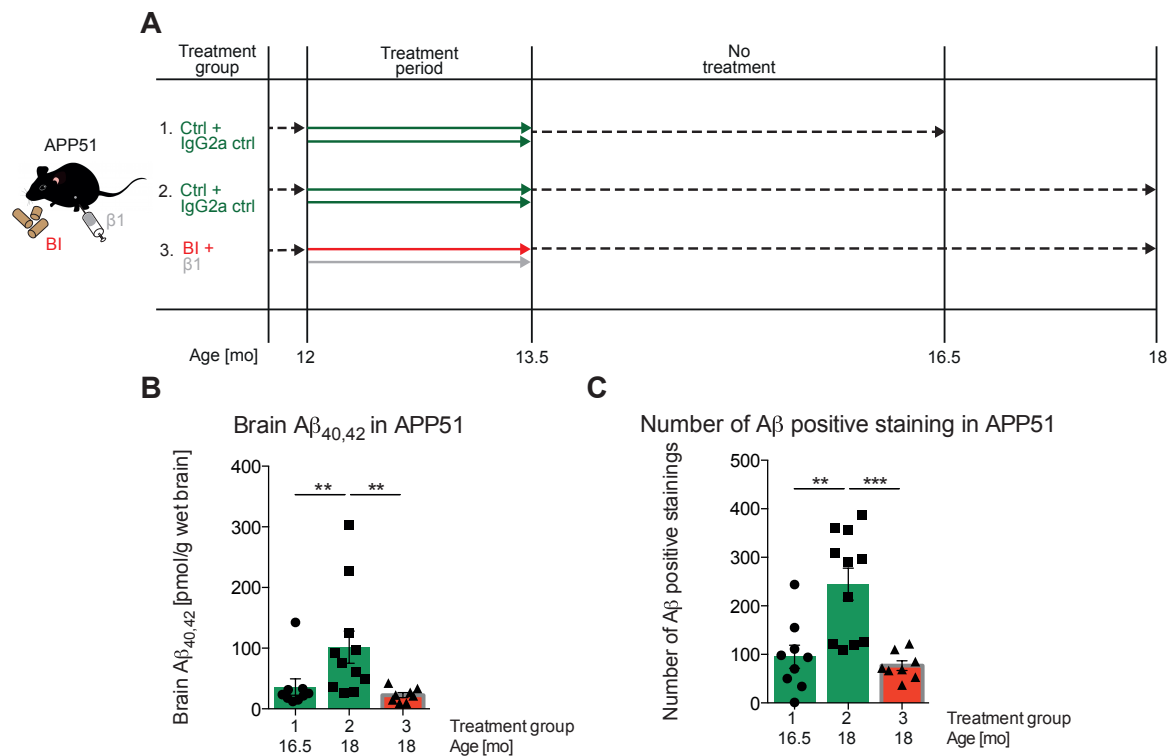 A
Treatment group
Treatment period
No treatment
APP51
BI
β1
1. Ctrl +
IgG2a ctrl
2. Ctrl +
IgG2a ctrl
3. BI +
β1
Age [mo]
12
13.5
16.5
18
B
Brain Aβ40,42 in APP51
Brain Aβ40,42 [pmol/g wet brain]
400
300
200
100
0
**
**
1 2 3 Treatment group
16.5 18 18 Age [mo]
C
Number of Aβ positive staining in APP51
Number of Aβ positive stainings
500
400
300
200
100
0
**
***
1 2 3 Treatment group
16.5 18 18 Age [mo]